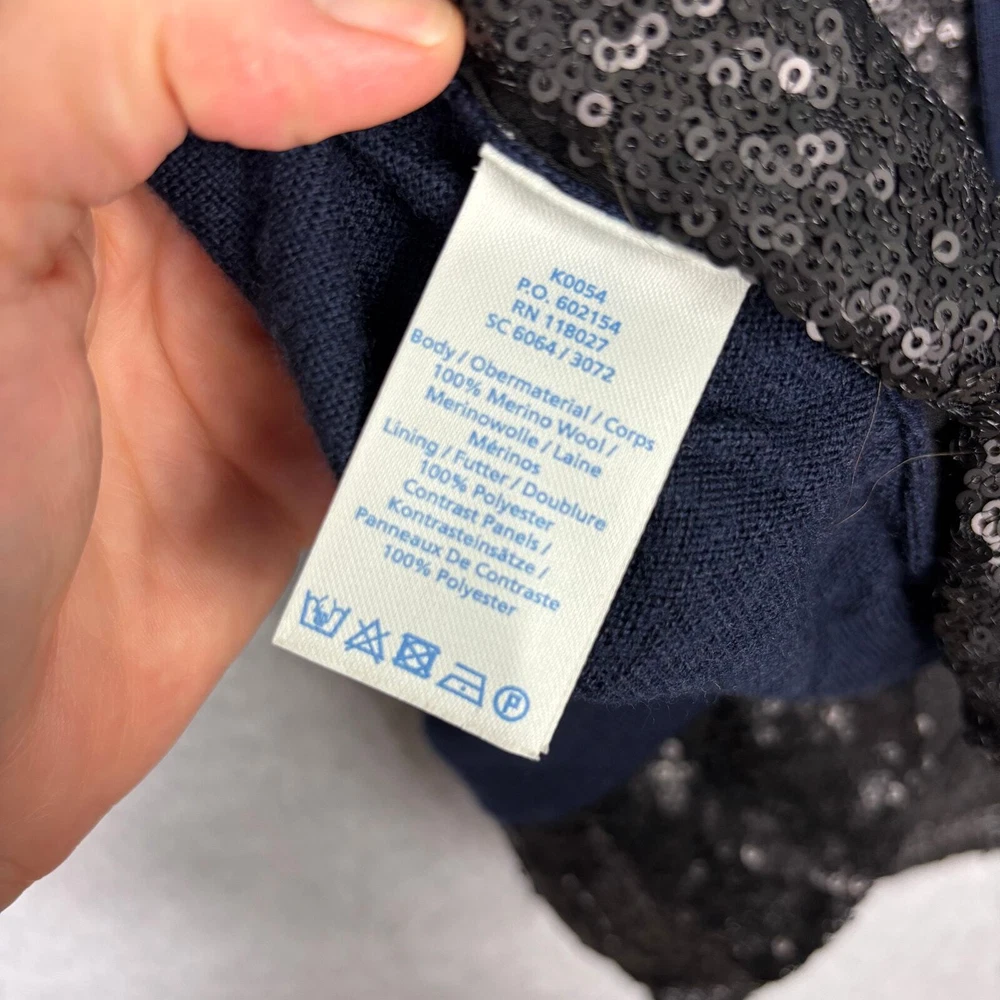 K0054
P.O. 602154
RN 118027
SC 6064 / 3072
Body / Obermaterial / Corps
100% Merino Wool /
Merinowolie / Laine
Mérinos
Lining / Futter / Doublure
100% Polyester
Contrast Panels /
Kontrasteinsätze /
Panneaux De Contraste
100% Polyester
P